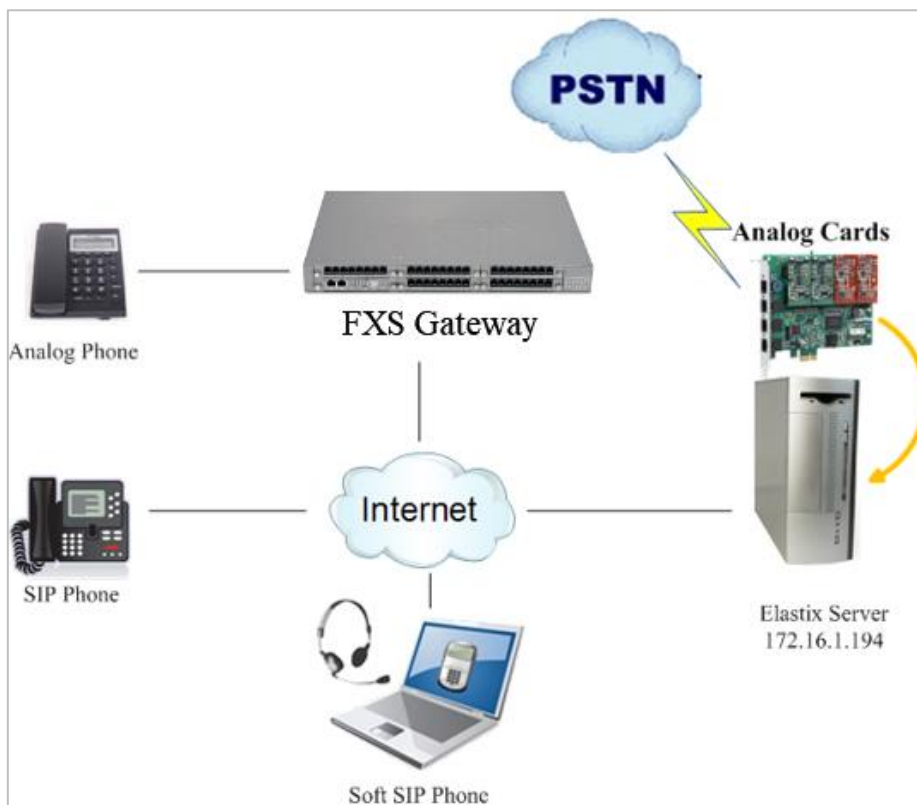 PSTN
Analog Cards
FXS Gateway
Analog Phone
Internet
SIP Phone
Elastix Server
172.16.1.194
Soft SIP Phone